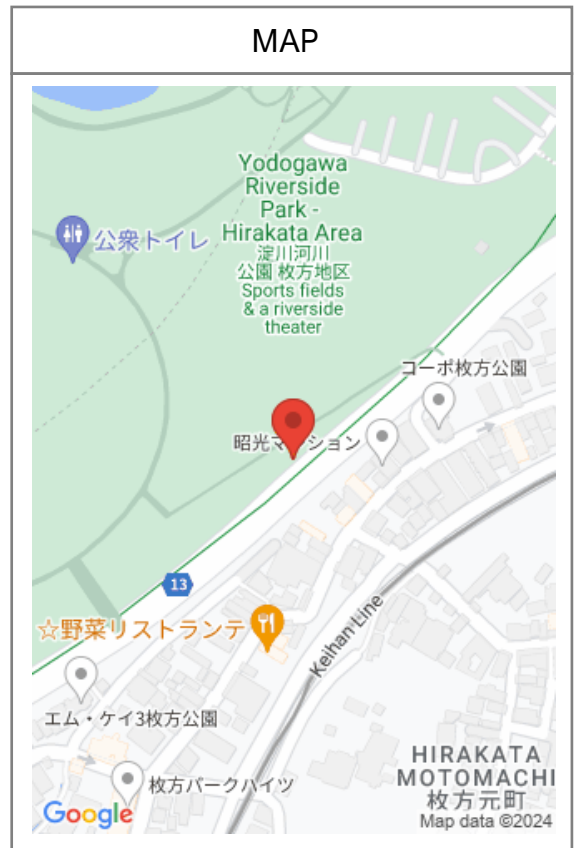 MAP
Yodogawa
Riverside
Park -
Hirakata Area
淀川河川
公園 枚方地区
Sports fields
& a riverside
theater
公衆トイレ
コーポ枚方公園
昭光マンション
13
☆野菜リストランテ
Keihan Line
エム・ケイ3枚方公園
枚方パークハイツ
HIRAKATA
MOTOMACHI
枚方元町
Google
Map data ©2024